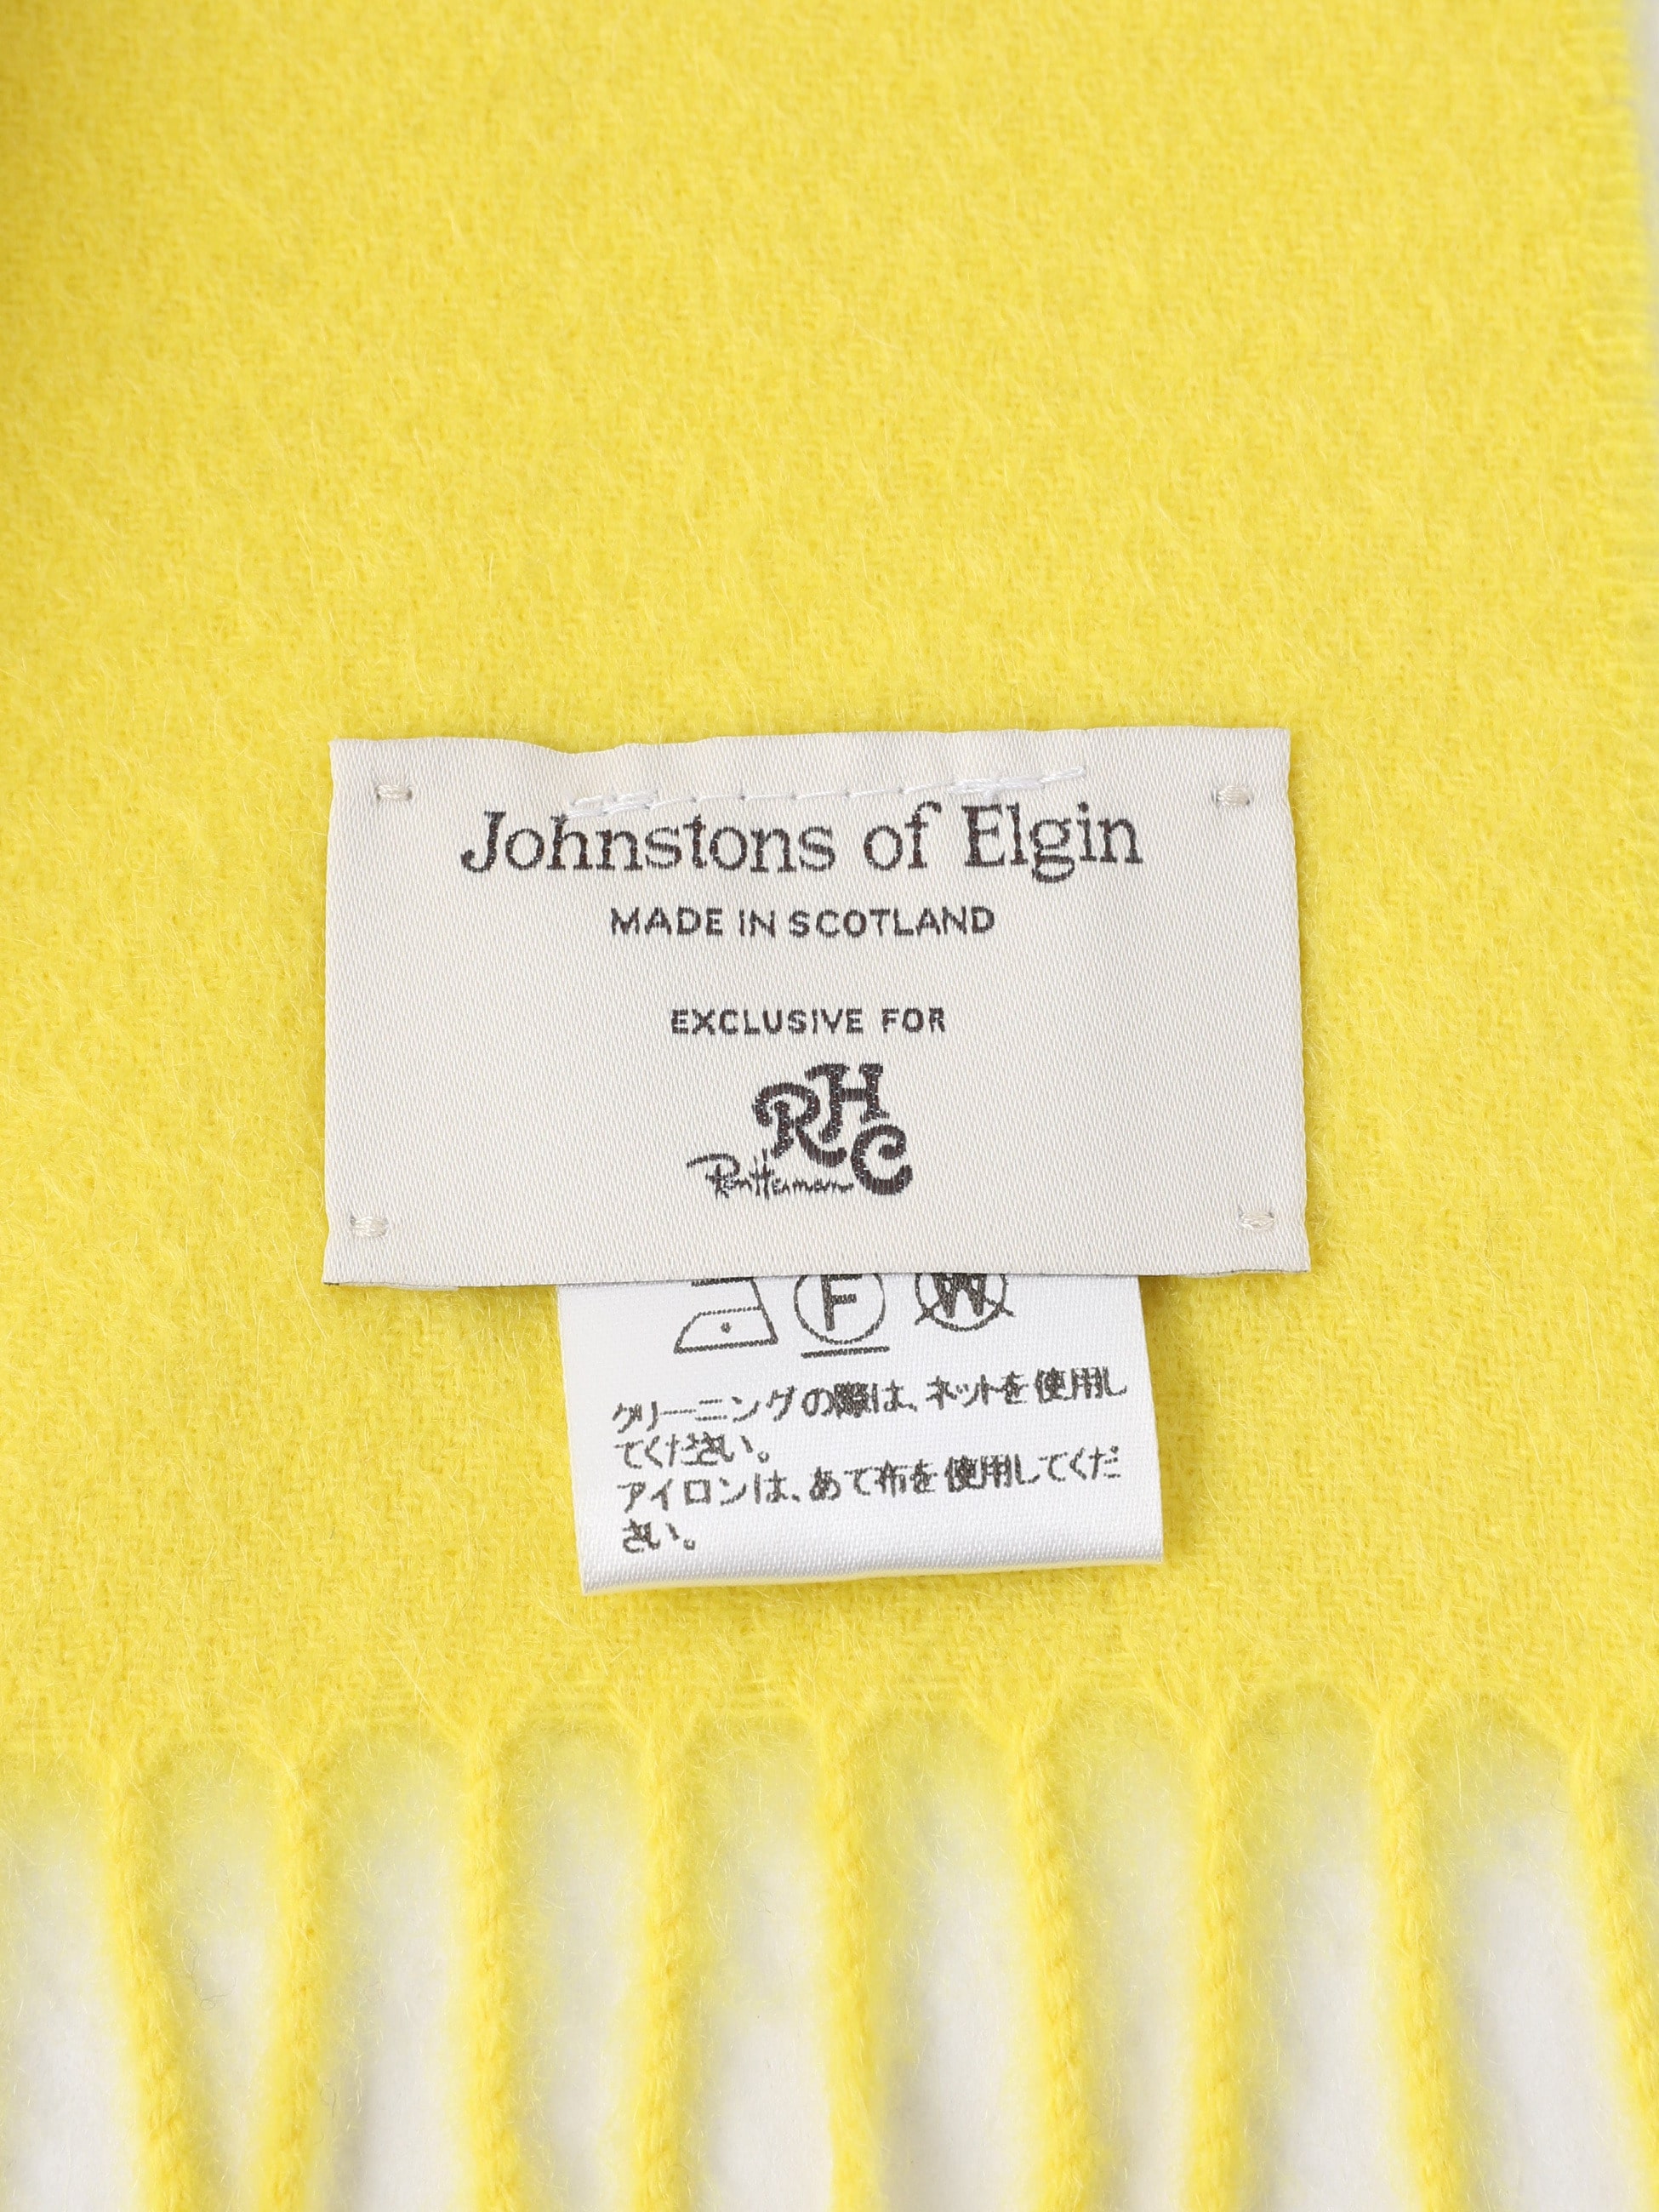 Johnstons of Elgin
MADE IN SCOTLAND
EXCLUSIVE FOR
RHC
Ron Herman
F W
クリーニングの際は、ネットを使用し
てください。
アイロンは、あて布を使用してくだ
さい。